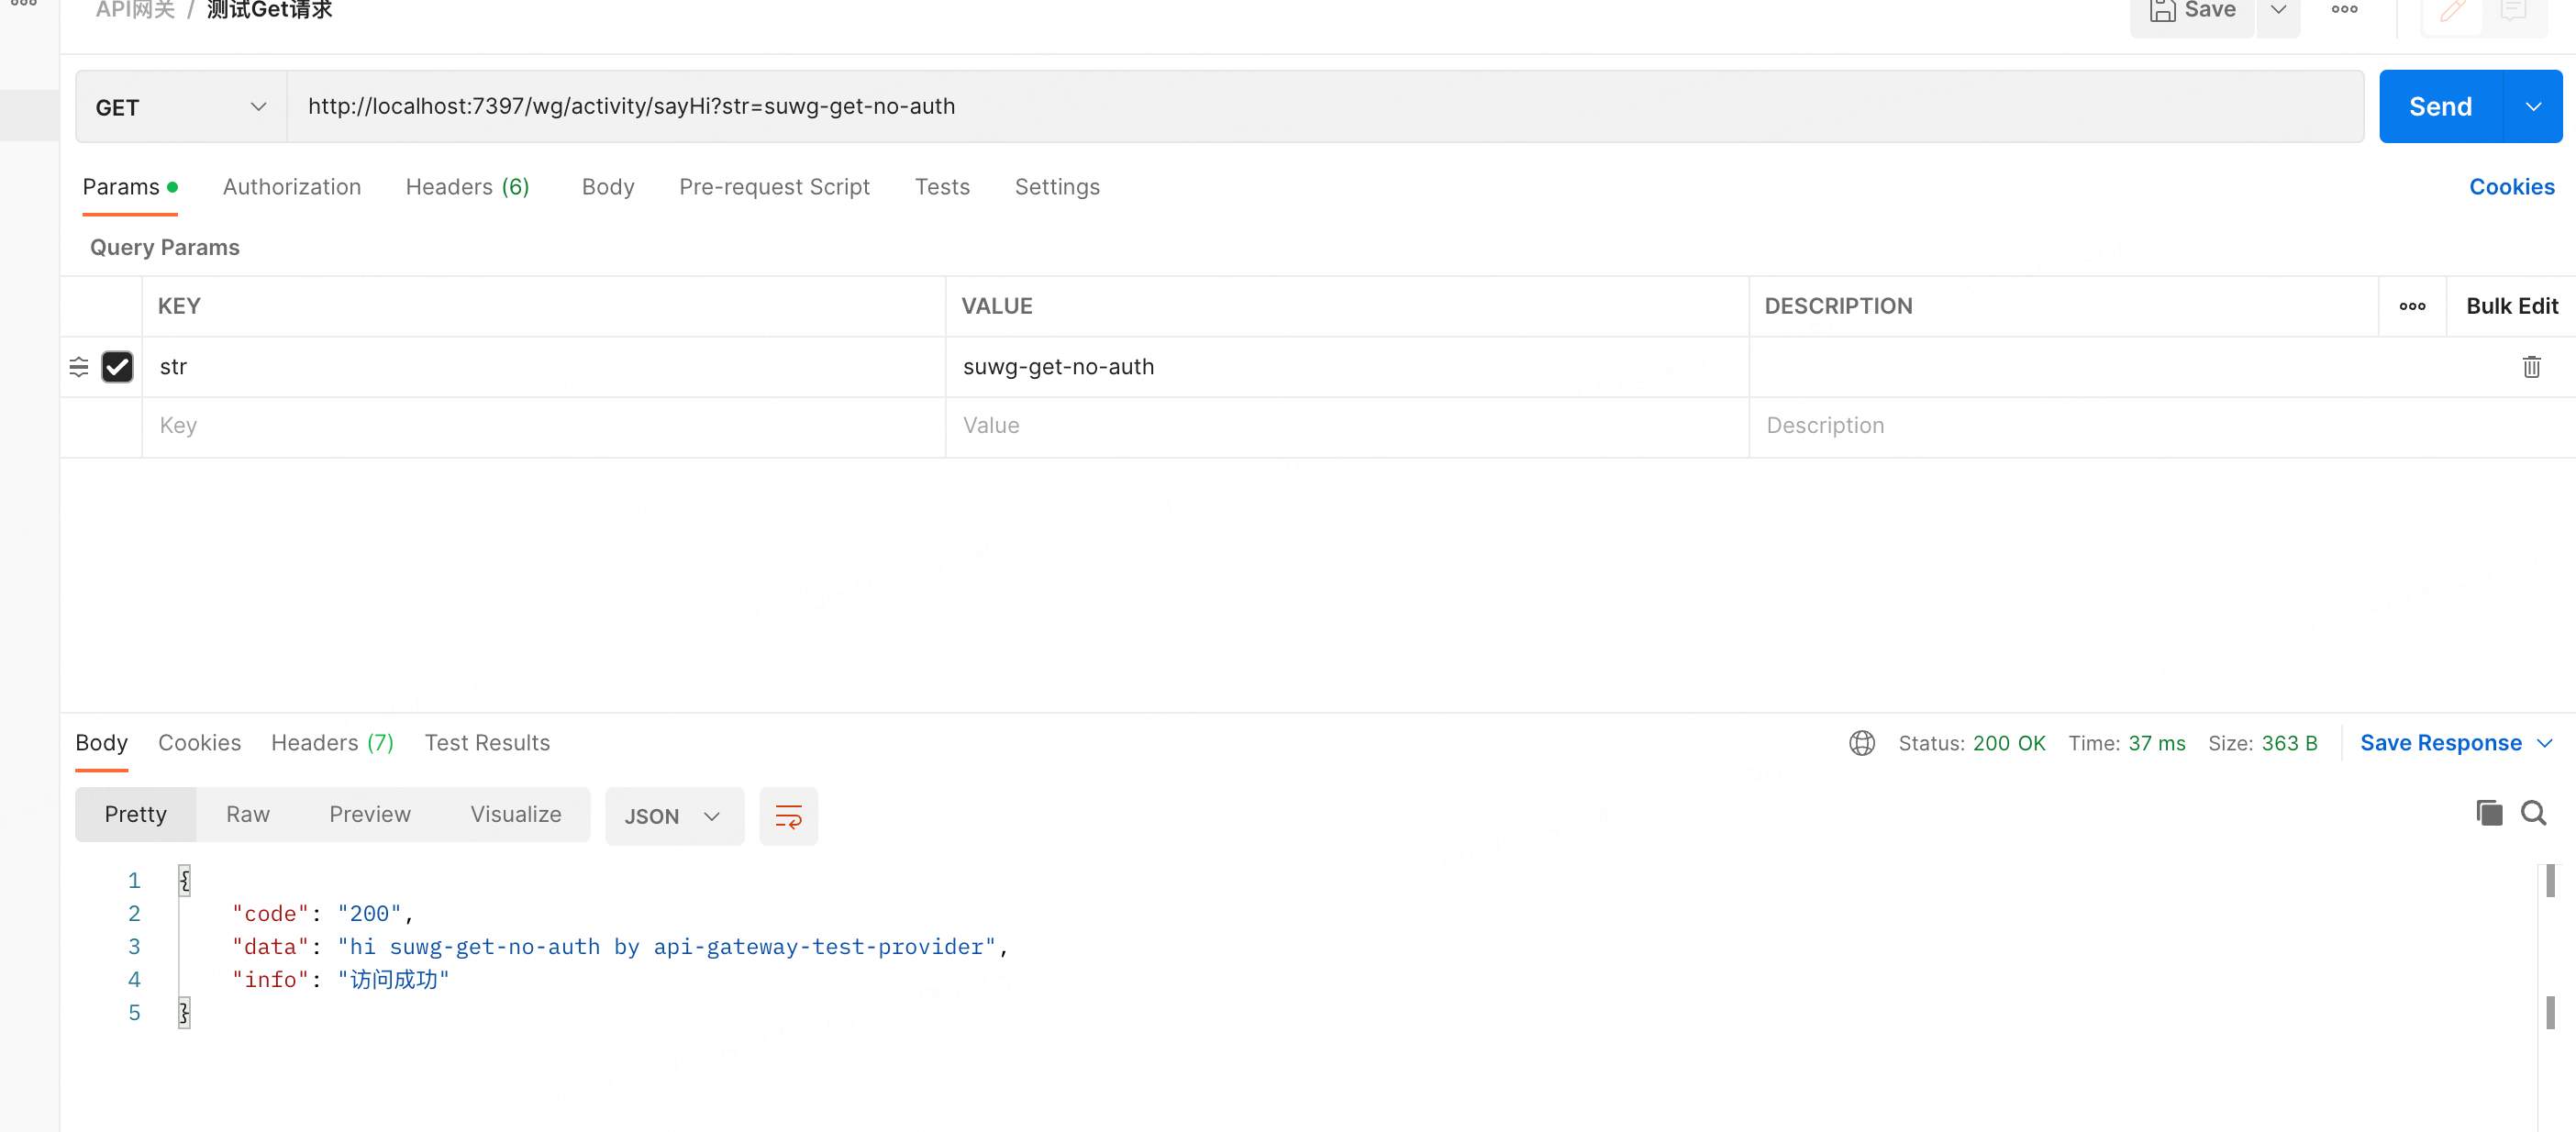 API网关 / 测试Get请求
Save
GET http://localhost:7397/wg/activity/sayHi?str=suwg-get-no-auth Send
Params Authorization Headers (6) Body Pre-request Script Tests Settings Cookies
Query Params
KEY VALUE DESCRIPTION Bulk Edit
str suwg-get-no-auth
Key Value Description
Body Cookies Headers (7) Test Results Status: 200 OK Time: 37 ms Size: 363 B Save Response
Pretty Raw Preview Visualize JSON
1 {
2 "code": "200",
3 "data": "hi suwg-get-no-auth by api-gateway-test-provider",
4 "info": "访问成功"
5 }